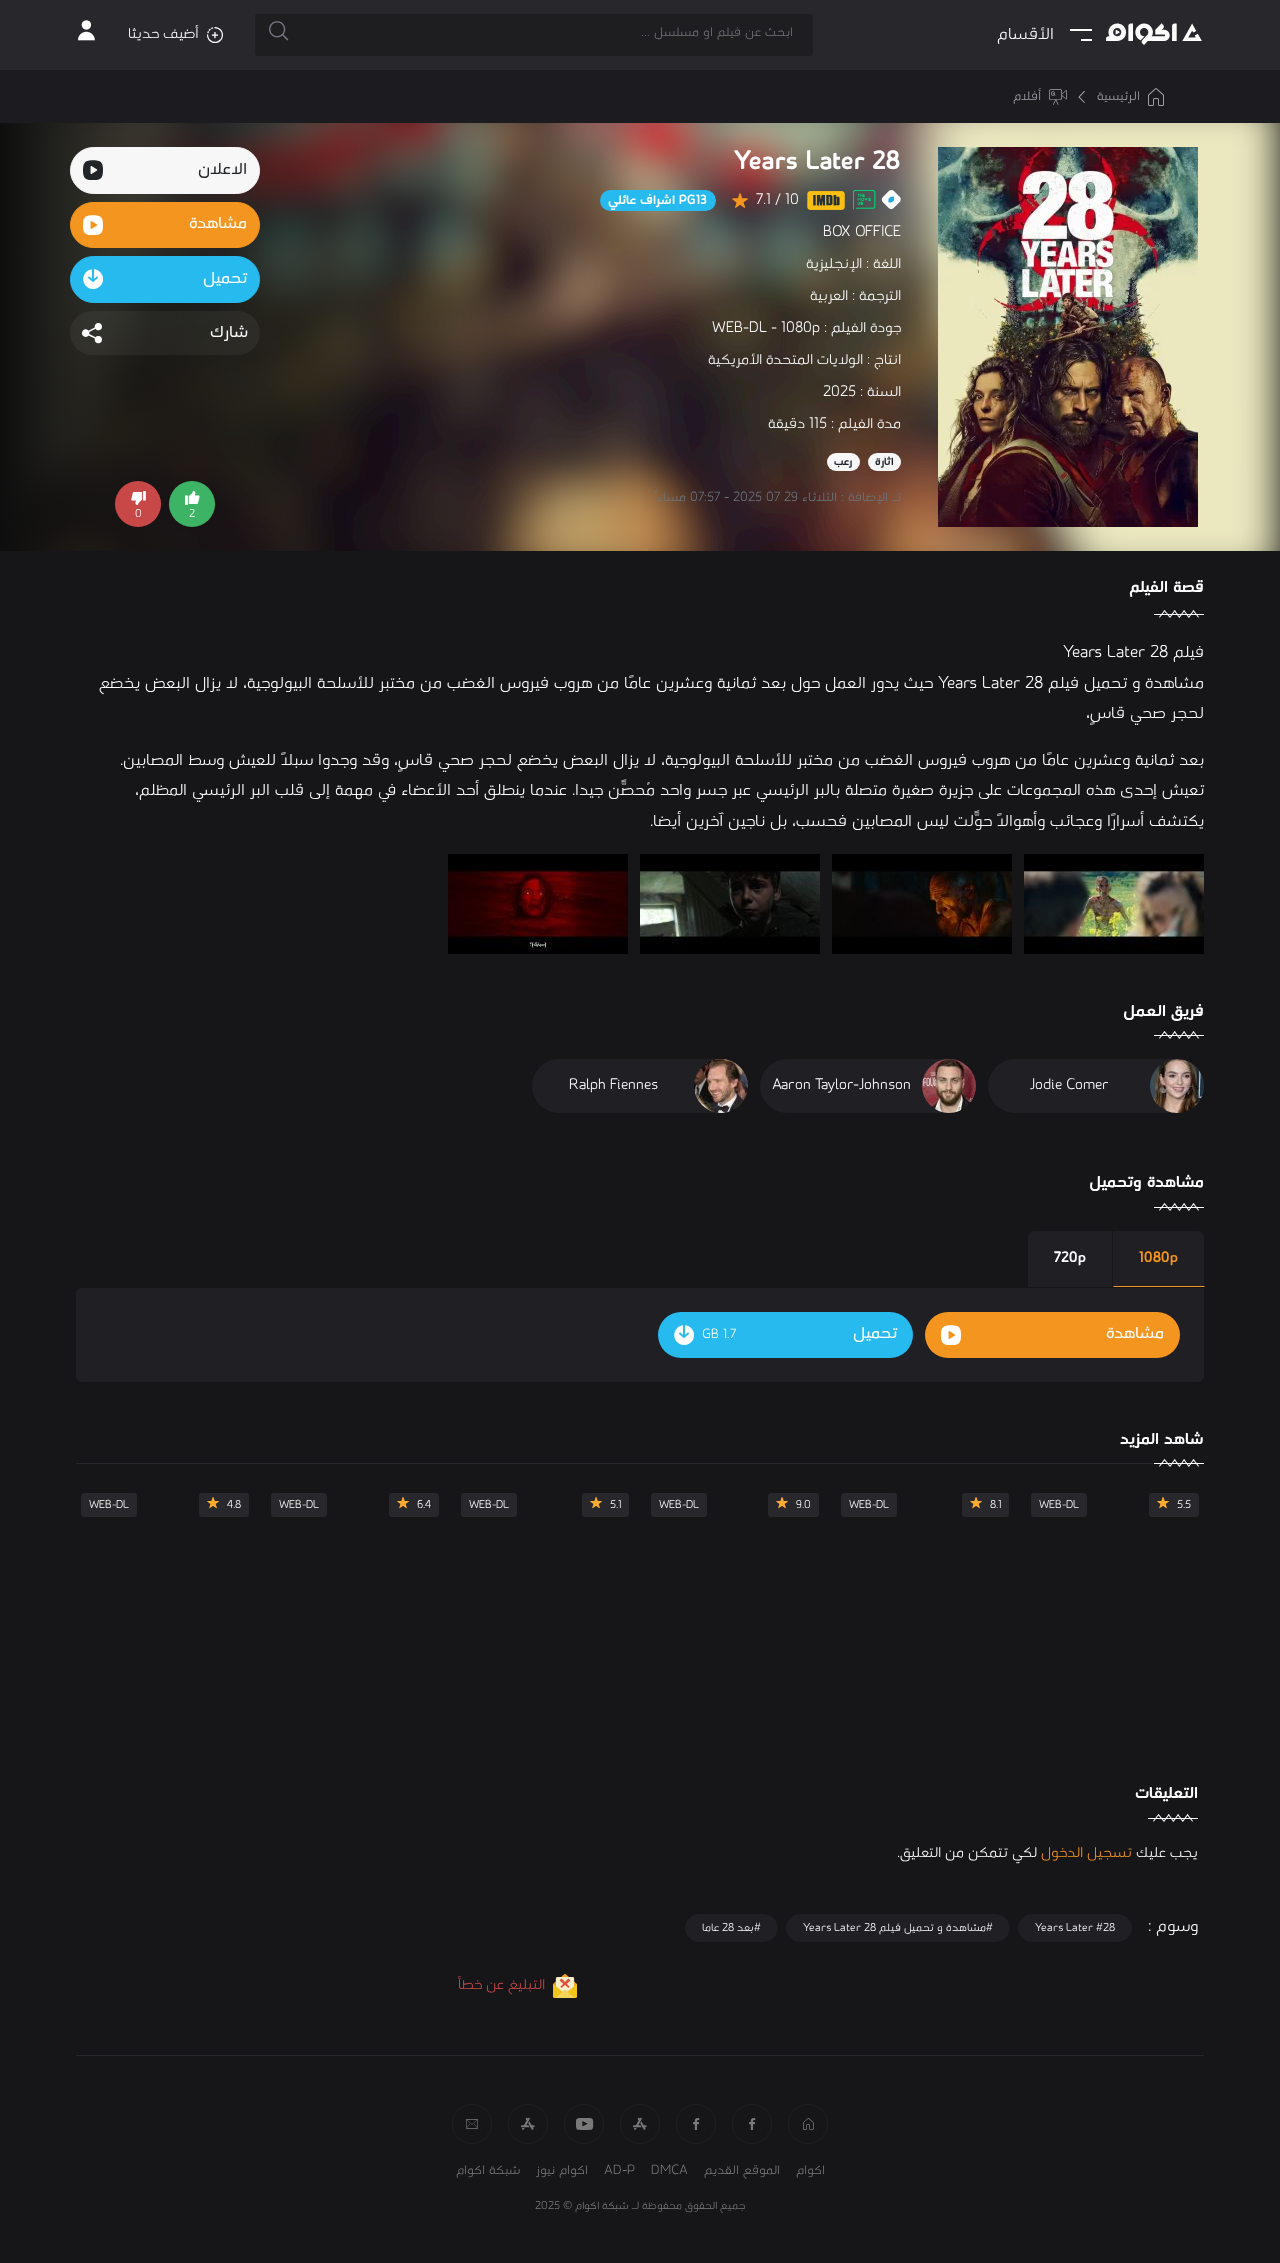 اكوام
الأقسام
ابحث عن فيلم او مسلسل ...
أضيف حديثا
الرئيسية
أفلام
28 YEARS LATER
28 Years Later
10 / 7.1
IMDb
PG13 اشراف عائلي
BOX OFFICE
اللغة : الإنجليزية
الترجمة : العربية
جودة الفيلم : WEB-DL - 1080p
انتاج : الولايات المتحدة الأمريكية
السنة : 2025
مدة الفيلم : 115 دقيقة
اثارة
رعب
تـ الإضافة : الثلاثاء 29 07 2025 - 07:57 مساء
الاعلان
مشاهدة
تحميل
شارك
2
0
قصة الفيلم
فيلم 28 Years Later
مشاهدة و تحميل فيلم 28 Years Later حيث يدور العمل حول بعد ثمانية وعشرين عامًا من هروب فيروس الغضب من مختبر للأسلحة البيولوجية، لا يزال البعض يخضع
لحجر صحي قاسٍ،
بعد ثمانية وعشرين عامًا من هروب فيروس الغضب من مختبر للأسلحة البيولوجية، لا يزال البعض يخضع لحجر صحي قاسٍ، وقد وجدوا سبلاً للعيش وسط المصابين.
تعيش إحدى هذه المجموعات على جزيرة صغيرة متصلة بالبر الرئيسي عبر جسر واحد مُحصَّن جيدا. عندما ينطلق أحد الأعضاء في مهمة إلى قلب البر الرئيسي المظلم،
يكتشف أسرارًا وعجائب وأهوالاً حوَّلت ليس المصابين فحسب، بل ناجين آخرين أيضا.
فريق العمل
Jodie Comer
Aaron Taylor-Johnson
Ralph Fiennes
مشاهدة وتحميل
1080p
720p
مشاهدة
تحميل
1.7 GB
شاهد المزيد
5.5
WEB-DL
8.1
WEB-DL
9.0
WEB-DL
5.1
WEB-DL
6.4
WEB-DL
4.8
WEB-DL
التعليقات
يجب عليك تسجيل الدخول لكي تتمكن من التعليق.
وسوم :
#28 Years Later
#مشاهدة و تحميل فيلم 28 Years Later
#بعد 28 عاما
التبليغ عن خطأ
اكوام
الموقع القديم
DMCA
AD-P
اكوام نيوز
شبكة اكوام
جميع الحقوق محفوظة لـ شبكة اكوام © 2025